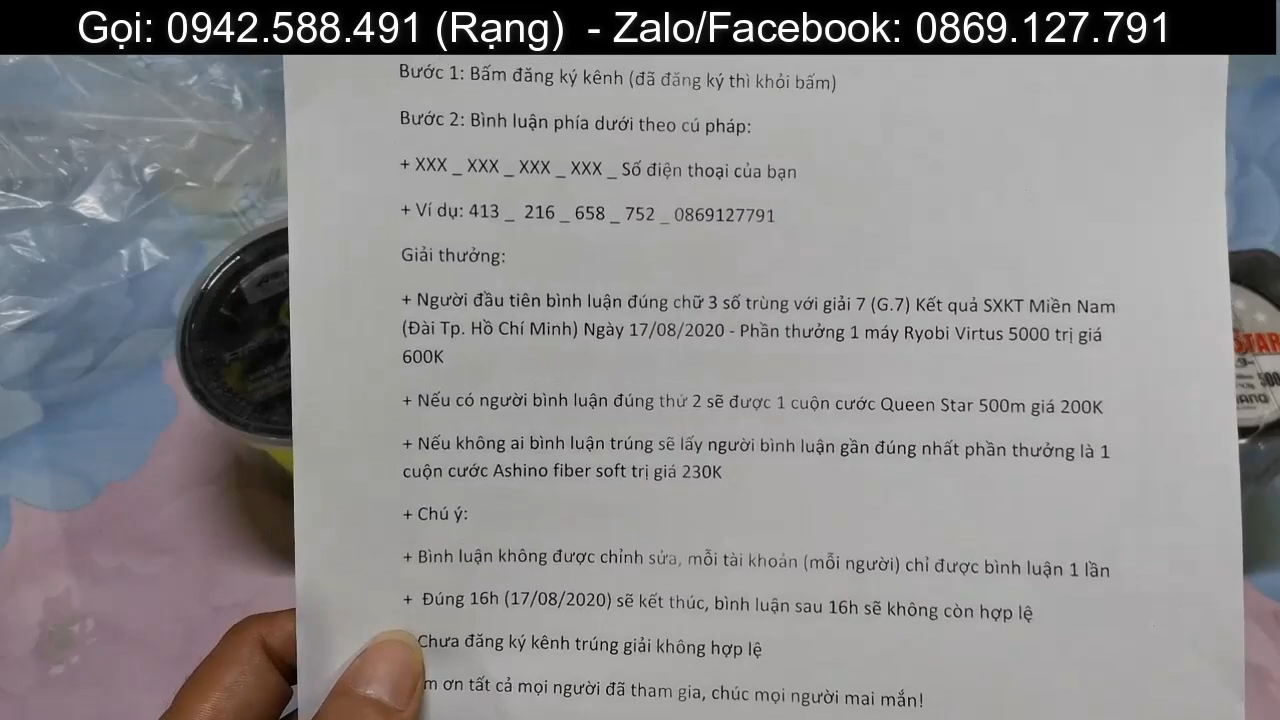 Gọi: 0942.588.491 (Rạng) - Zalo/Facebook: 0869.127.791
Bước 1: Bấm đăng ký kênh (đã đăng ký thì khỏi bấm)
Bước 2: Bình luận phía dưới theo cú pháp:
+ XXX _ XXX _ XXX _ XXX _ Số điện thoại của bạn
+ Ví dụ: 413 _ 216 _ 658 _ 752 _ 0869127791
Giải thưởng:
+ Người đầu tiên bình luận đúng chữ 3 số trùng với giải 7 (G.7) Kết quả SXKT Miền Nam
(Đài Tp. Hồ Chí Minh) Ngày 17/08/2020 - Phần thưởng 1 máy Ryobi Virtus 5000 trị giá
600K
+ Nếu có người bình luận đúng thứ 2 sẽ được 1 cuộn cước Queen Star 500m giá 200K
+ Nếu không ai bình luận trúng sẽ lấy người bình luận gần đúng nhất phần thưởng là 1
cuộn cước Ashino fiber soft trị giá 230K
+ Chú ý:
+ Bình luận không được chỉnh sửa, mỗi tài khoản (mỗi người) chỉ được bình luận 1 lần
+ Đúng 16h (17/08/2020) sẽ kết thúc, bình luận sau 16h sẽ không còn hợp lệ
Chưa đăng ký kênh trúng giải không hợp lệ
m ơn tất cả mọi người đã tham gia, chúc mọi người mai mắn!
STAR
500